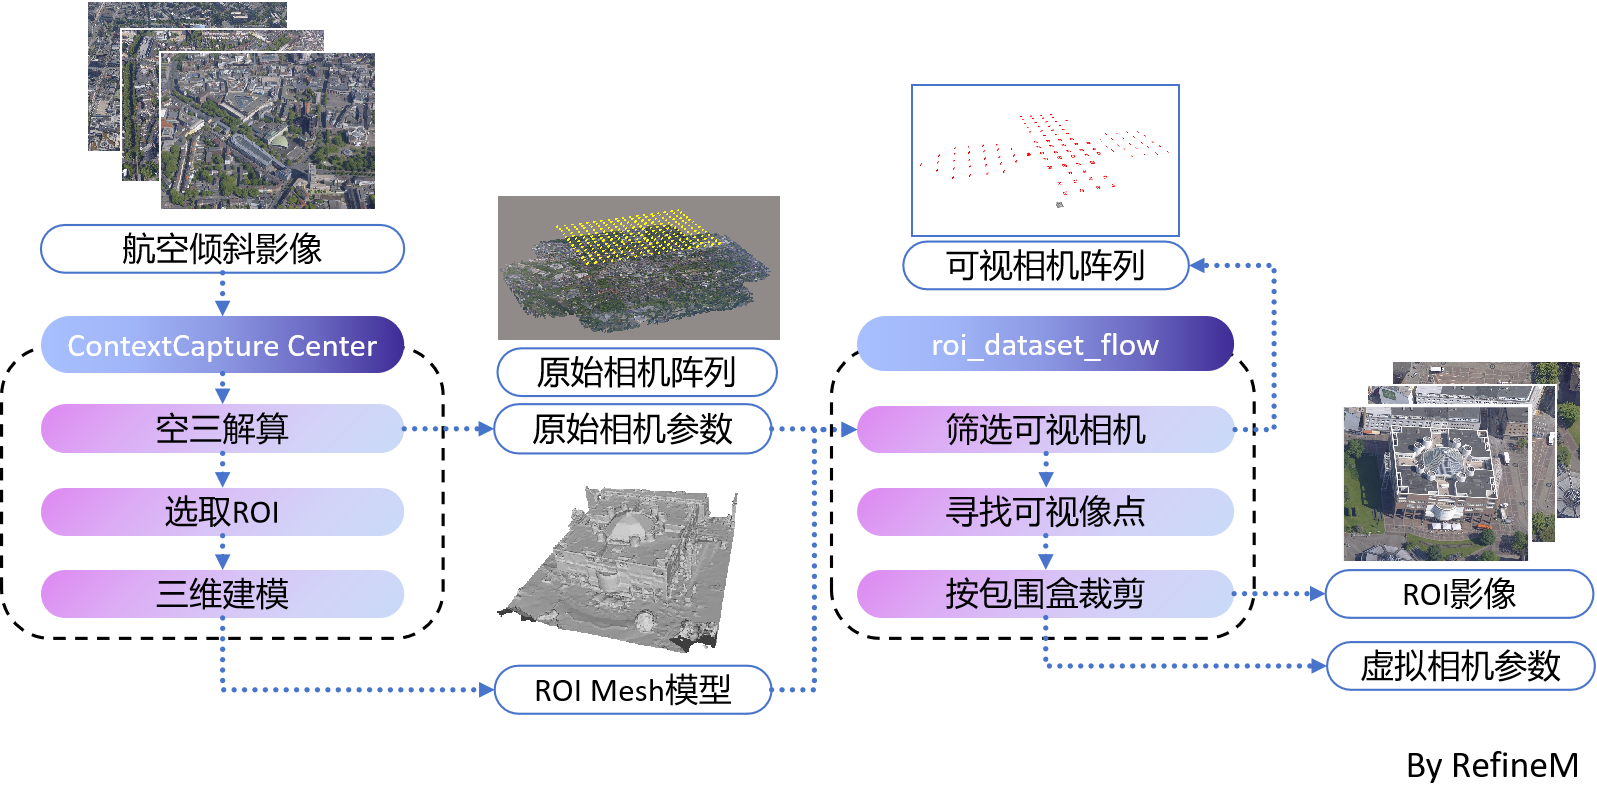 航空倾斜影像
ContextCapture Center
空三解算
选取ROI
三维建模
原始相机阵列
原始相机参数
ROI Mesh模型
可视相机阵列
roi_dataset_flow
筛选可视相机
寻找可视像点
按包围盒裁剪
ROI影像
虚拟相机参数
By RefineM